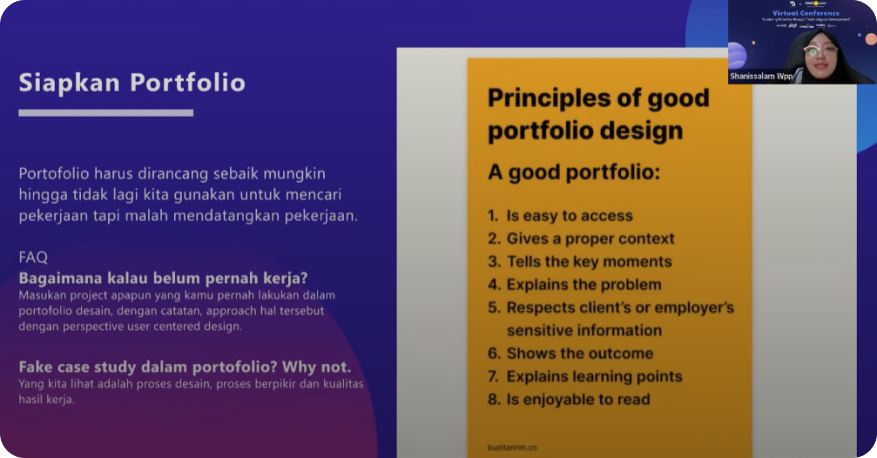 Siapkan Portfolio
Portofolio harus dirancang sebaik mungkin
hingga tidak lagi kita gunakan untuk mencari
pekerjaan tapi malah mendatangkan pekerjaan.
FAQ
Bagaimana kalau belum pernah kerja?
Masukan project apapun yang kamu pernah lakukan dalam
portofolio desain, dengan catatan, approach hal tersebut
dengan perspective user centered design.
Fake case study dalam portofolio? Why not.
Yang kita lihat adalah proses desain, proses berpikir dan kualitas
hasil kerja.
Principles of good
portfolio design
A good portfolio:
1. Is easy to access
2. Gives a proper context
3. Tells the key moments
4. Explains the problem
5. Respects client's or employer's
sensitive information
6. Shows the outcome
7. Explains learning points
8. Is enjoyable to read
buditanrim.co
Virtual Conference
Shanissalam Wpp